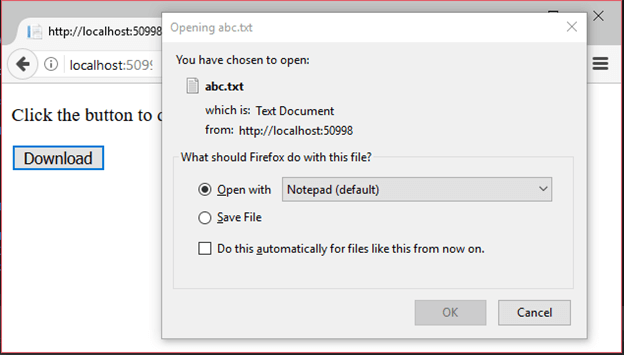 http://localhost:50998
Opening abc.txt
localhost:509
You have chosen to open:
abc.txt
which is: Text Document
from: http://localhost:50998
Click the button to
Download
What should Firefox do with this file?
Open with
Notepad (default)
Save File
Do this automatically for files like this from now on.
OK
Cancel